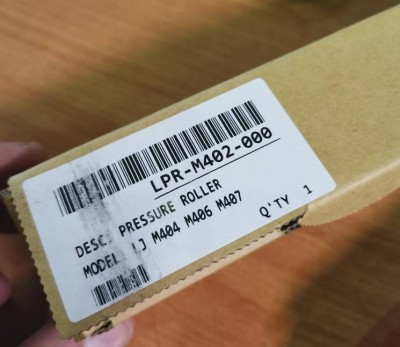 LPR-M402-000
DESC. PRESSURE ROLLER
MODEL LJ M404 M406 M407
Q'TY 1